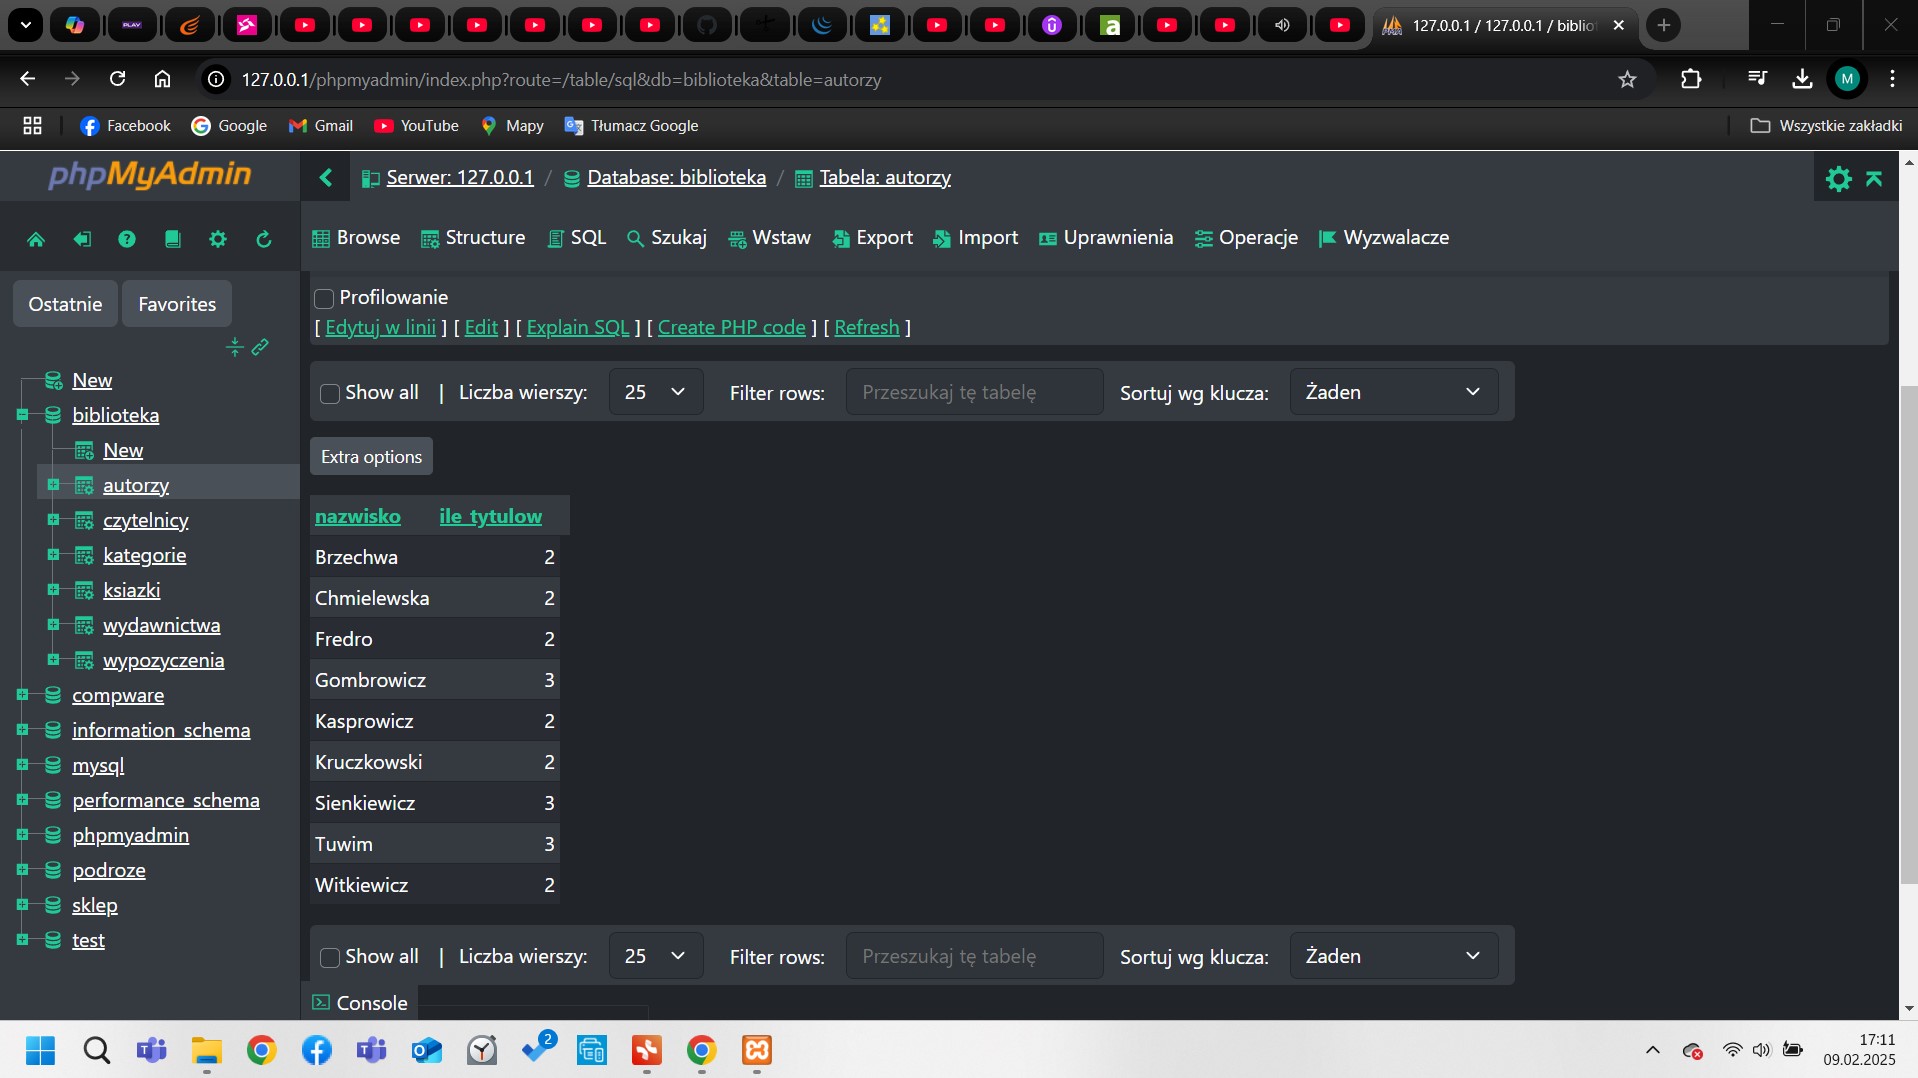 PLAY
127.0.0.1 / 127.0.0.1 / biblio
127.0.0.1/phpmyadmin/index.php?route=/table/sql&db=biblioteka&table=autorzy
M
Facebook Google Gmail YouTube Mapy Tłumacz Google Wszystkie zakładki
phpMyAdmin
Serwer: 127.0.0.1 / Database: biblioteka / Tabela: autorzy
Browse Structure SQL Szukaj Wstaw Export Import Uprawnienia Operacje Wyzwalacze
Ostatnie Favorites
New
biblioteka
New
autorzy
czytelnicy
kategorie
ksiazki
wydawnictwa
wypozyczenia
compware
information_schema
mysql
performance_schema
phpmyadmin
podroze
sklep
test
Profilowanie
[ Edytuj w linii ] [ Edit ] [ Explain SQL ] [ Create PHP code ] [ Refresh ]
Show all | Liczba wierszy: 25 Filter rows: Przeszukaj tę tabelę Sortuj wg klucza: Żaden
Extra options
nazwisko ile_tytulow
Brzechwa 2
Chmielewska 2
Fredro 2
Gombrowicz 3
Kasprowicz 2
Kruczkowski 2
Sienkiewicz 3
Tuwim 3
Witkiewicz 2
Show all | Liczba wierszy: 25 Filter rows: Przeszukaj tę tabelę Sortuj wg klucza: Żaden
Console
2
17:11
09.02.2025